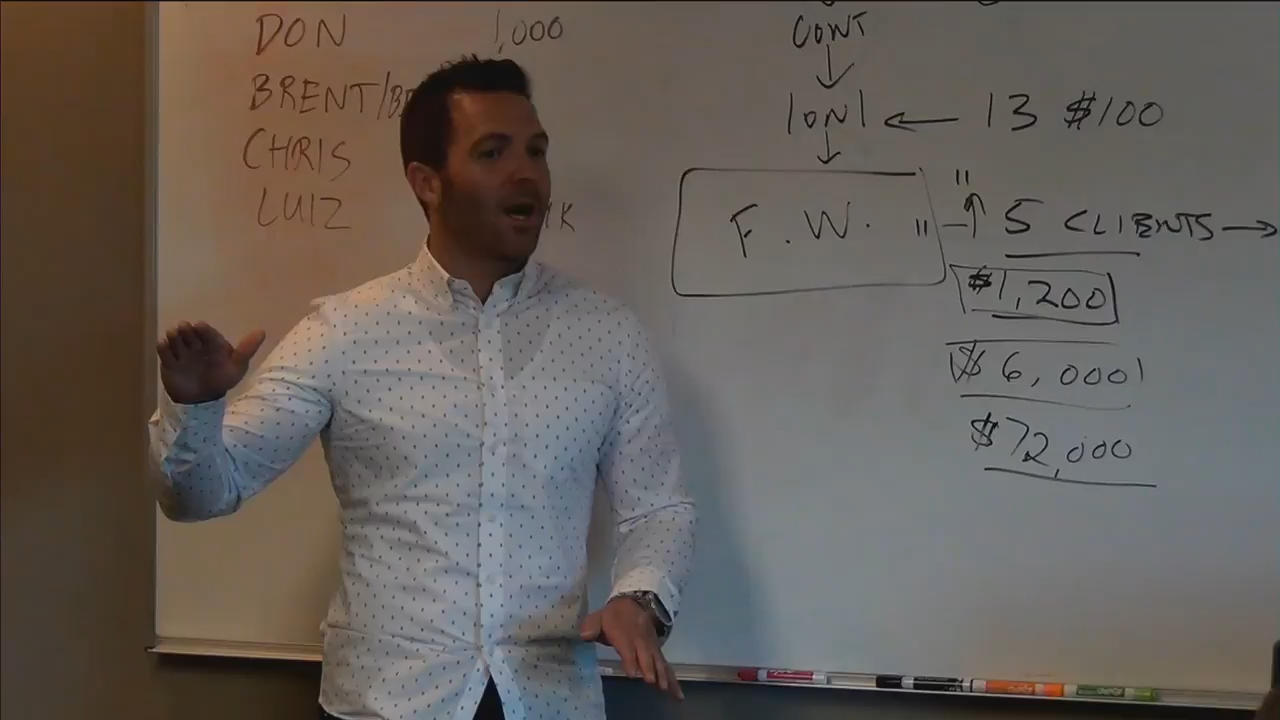 DON 1,000
BRENT/B
CHRIS
LUIZ K
CONT
1ON1 ← 13 $100
F.W. " ↑ " 5 CLIENTS →
$1,200
$6,000
$72,000